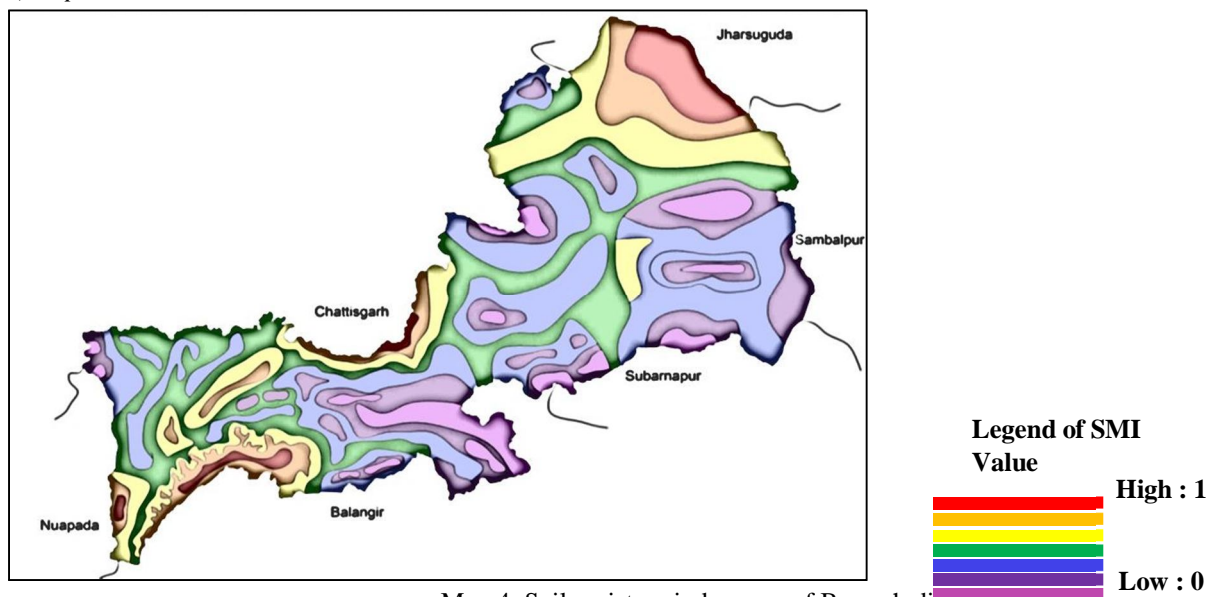 Jharsuguda
Sambalpur
Chattisgarh
Subarnapur
Balangir
Nuapada
Legend of SMI
Value
High : 1
Low : 0